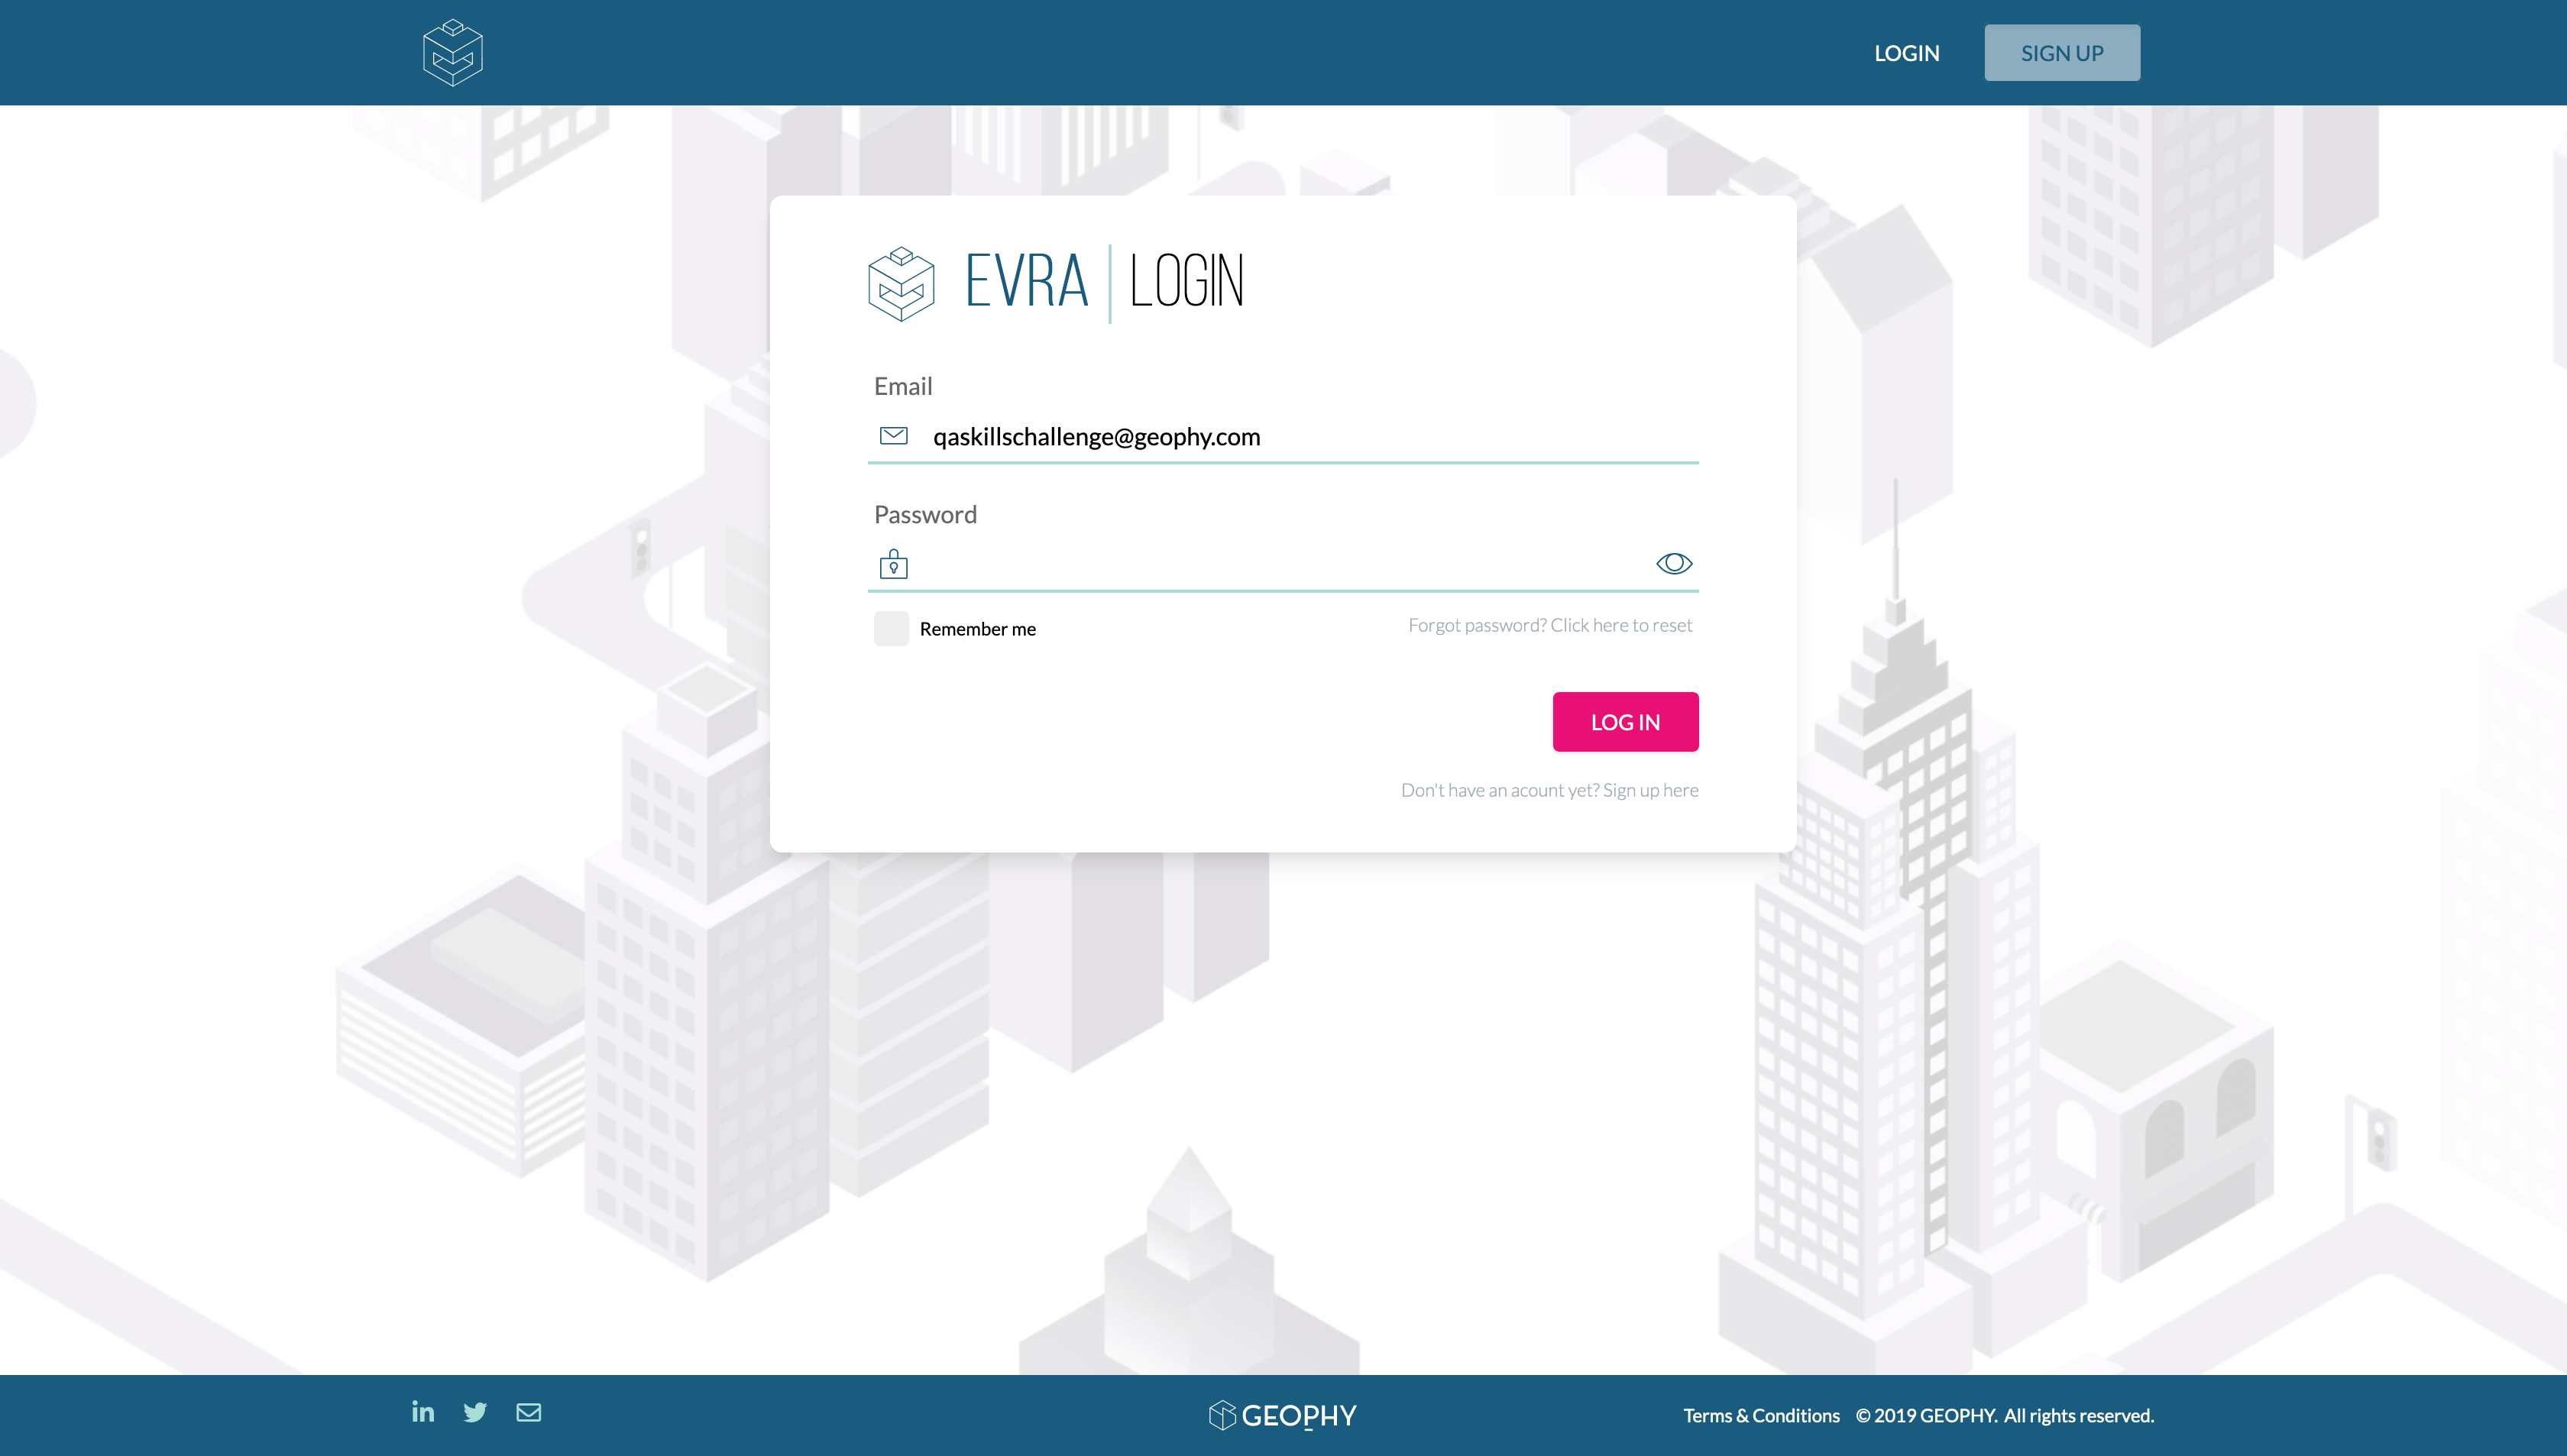 LOGIN
SIGN UP
EVRA LOGIN
Email
qaskillschallenge@geophy.com
Password
Remember me
Forgot password? Click here to reset
LOG IN
Don't have an acount yet? Sign up here
in
GEOPHY
Terms & Conditions © 2019 GEOPHY. All rights reserved.